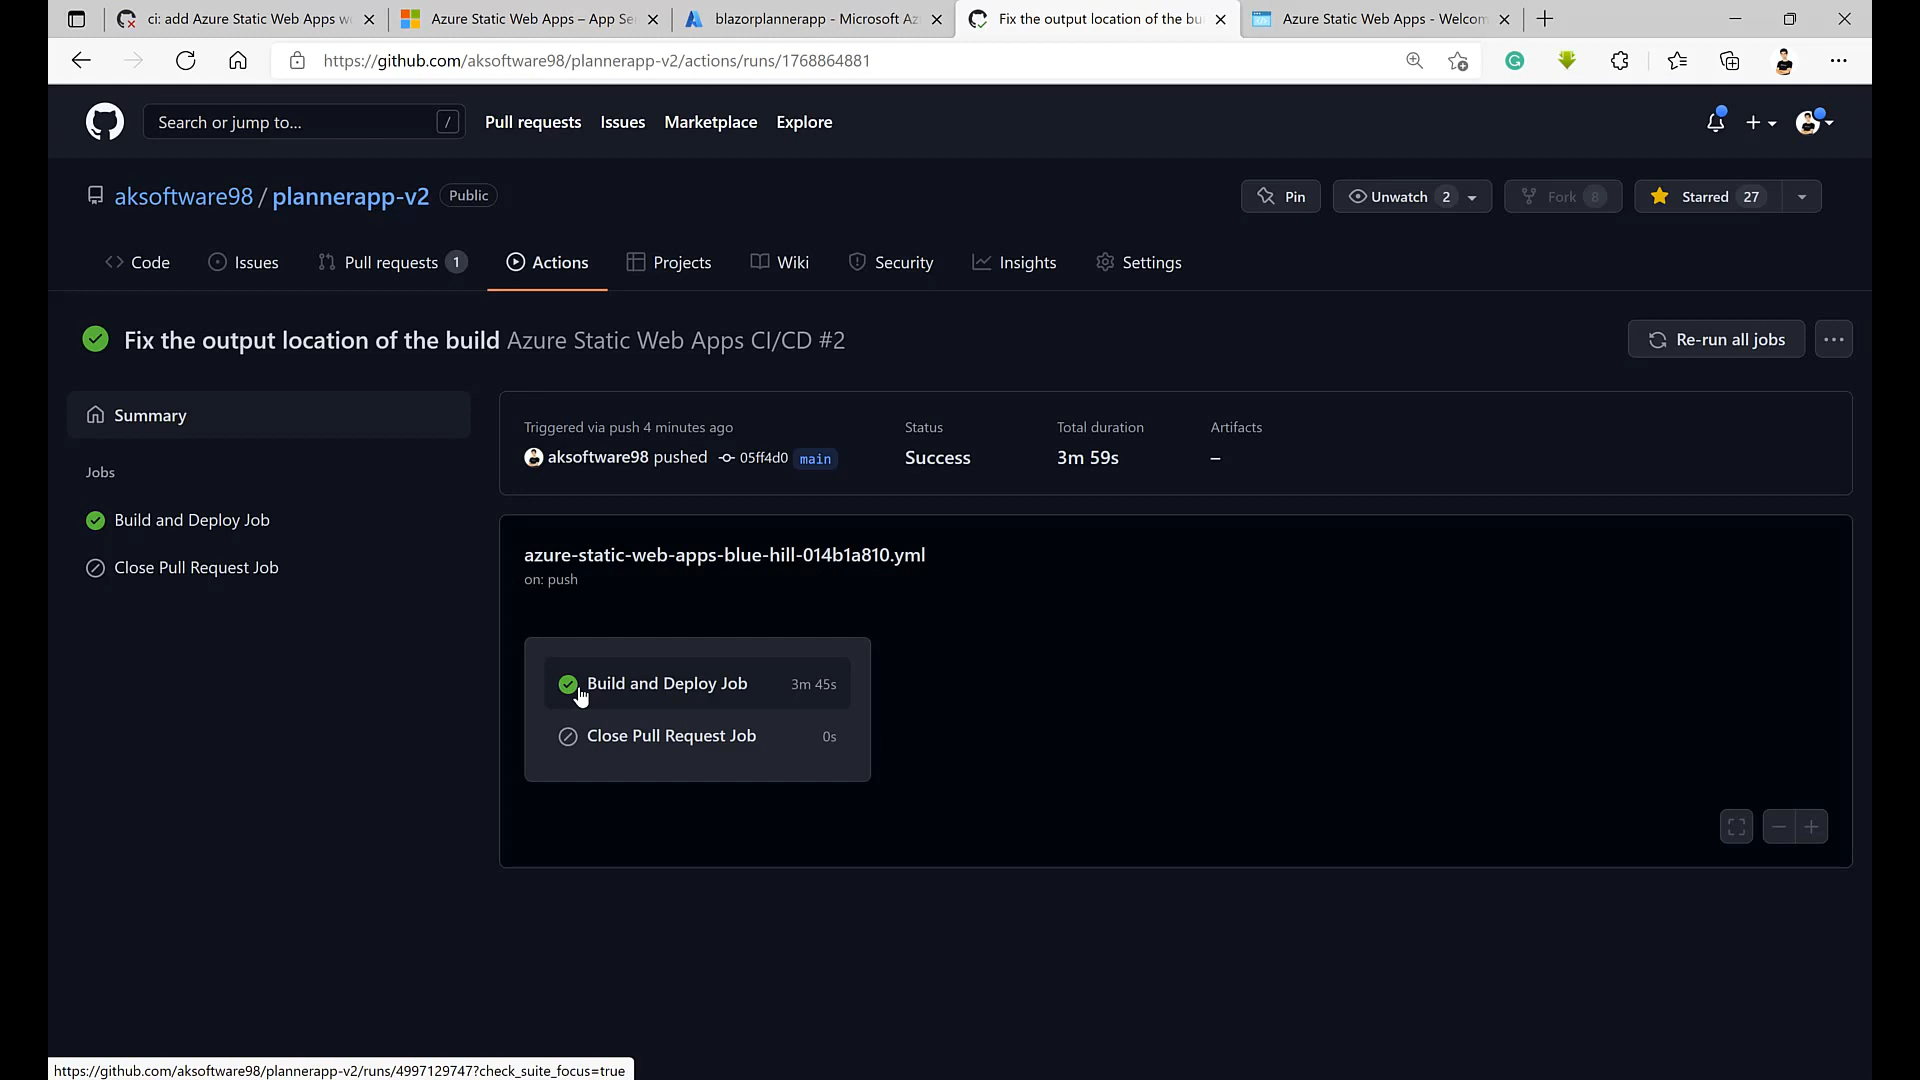 ci: add Azure Static Web Apps w
Azure Static Web Apps – App Se
blazorplannerapp - Microsoft Az
Fix the output location of the bu
Azure Static Web Apps - Welcom
https://github.com/aksoftware98/plannerapp-v2/actions/runs/1768864881
Search or jump to... /
Pull requests Issues Marketplace Explore
aksoftware98 / plannerapp-v2 Public
Pin
Unwatch 2
Fork 8
Starred 27
Code
Issues
Pull requests 1
Actions
Projects
Wiki
Security
Insights
Settings
Fix the output location of the build Azure Static Web Apps CI/CD #2
Re-run all jobs
Summary
Jobs
Build and Deploy Job
Close Pull Request Job
Triggered via push 4 minutes ago
aksoftware98 pushed 05ff4d0 main
Status
Success
Total duration
3m 59s
Artifacts
–
azure-static-web-apps-blue-hill-014b1a810.yml
on: push
Build and Deploy Job 3m 45s
Close Pull Request Job 0s
https://github.com/aksoftware98/plannerapp-v2/runs/4997129747?check_suite_focus=true